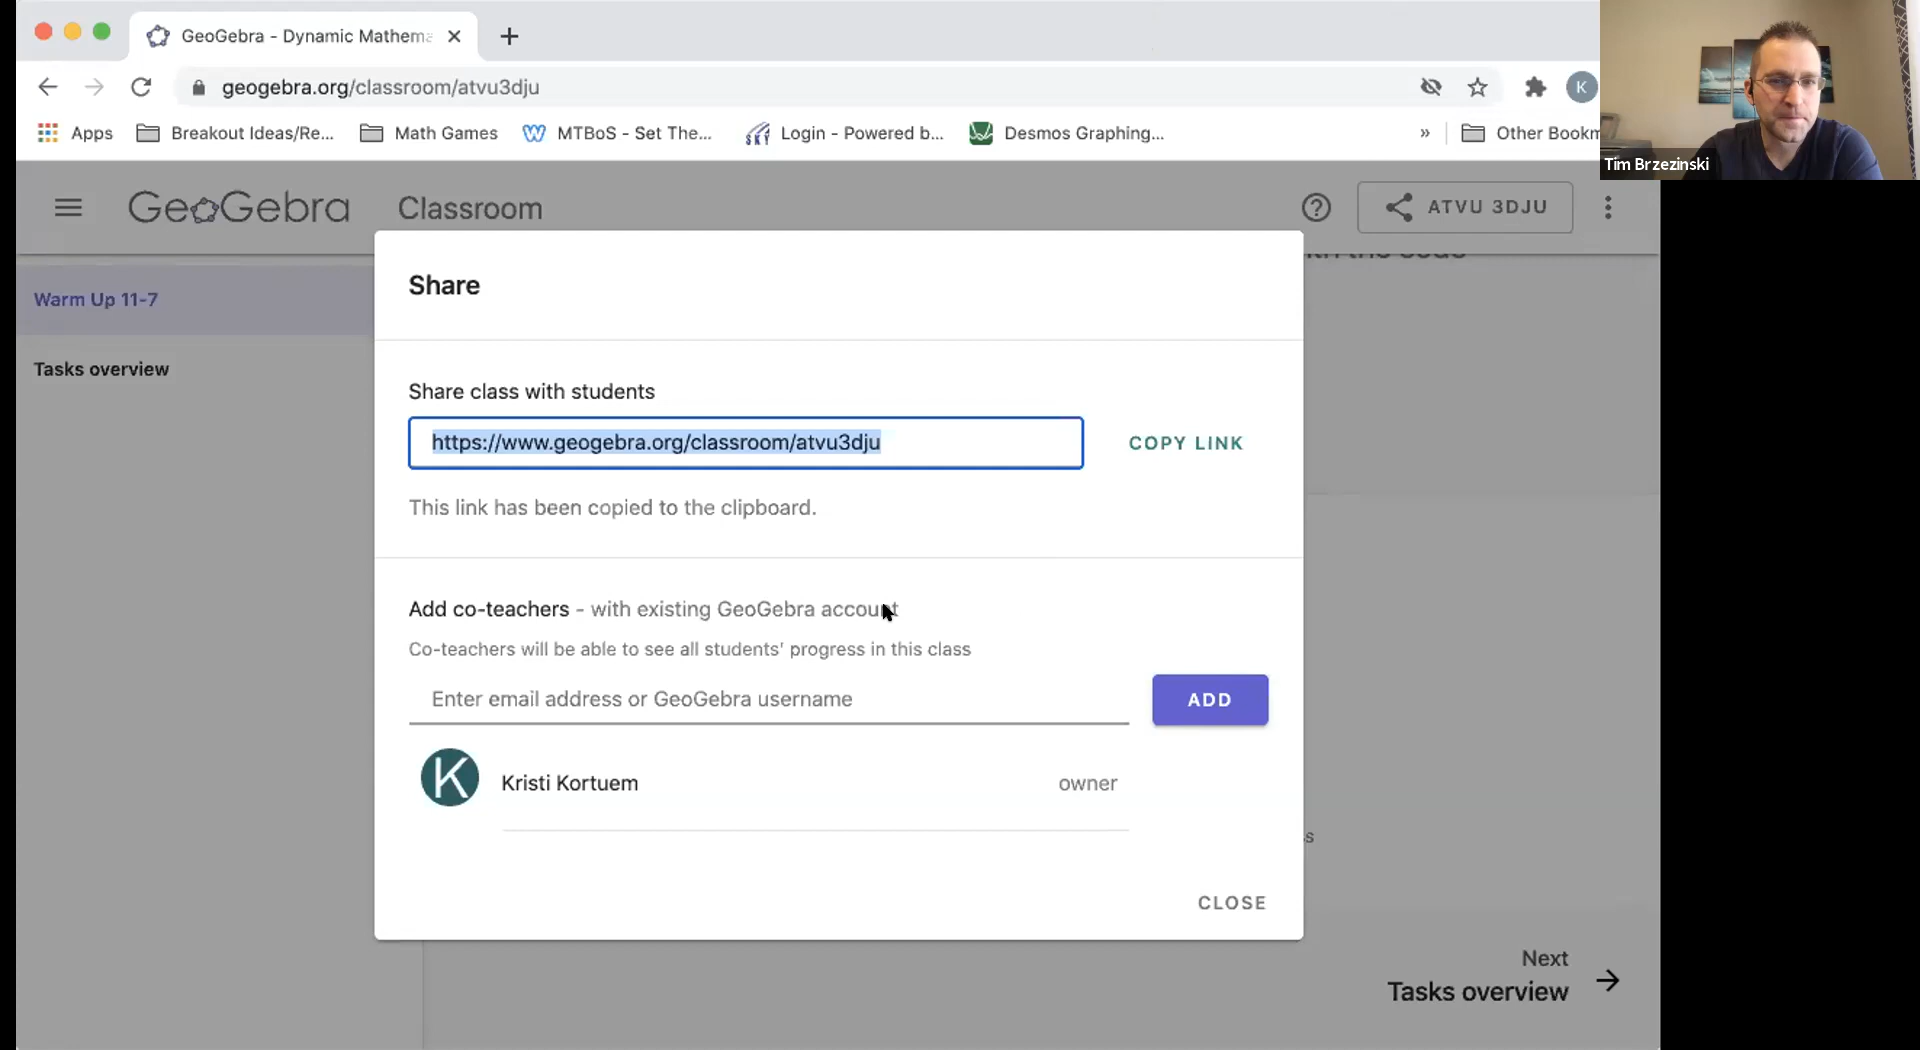 GeoGebra - Dynamic Mathema
geogebra.org/classroom/atvu3dju
K
Apps
Breakout Ideas/Re...
Math Games
MTBoS - Set The...
Login - Powered b...
Desmos Graphing...
»
Other Bookm
Tim Brzezinski
GeoGebra
Classroom
ATVU 3DJU
Warm Up 11-7
Tasks overview
Share
Share class with students
https://www.geogebra.org/classroom/atvu3dju
COPY LINK
This link has been copied to the clipboard.
Add co-teachers - with existing GeoGebra account
Co-teachers will be able to see all students' progress in this class
Enter email address or GeoGebra username
ADD
K
Kristi Kortuem
owner
CLOSE
Next
Tasks overview